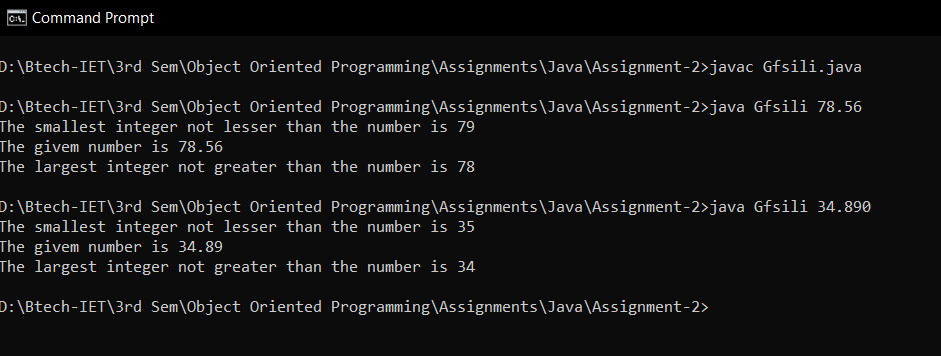 Command Prompt
D:\Btech-IET\3rd Sem\Object Oriented Programming\Assignments\Java\Assignment-2>javac Gfsili.java
D:\Btech-IET\3rd Sem\Object Oriented Programming\Assignments\Java\Assignment-2>java Gfsili 78.56
The smallest integer not lesser than the number is 79
The givem number is 78.56
The largest integer not greater than the number is 78
D:\Btech-IET\3rd Sem\Object Oriented Programming\Assignments\Java\Assignment-2>java Gfsili 34.890
The smallest integer not lesser than the number is 35
The givem number is 34.89
The largest integer not greater than the number is 34
D:\Btech-IET\3rd Sem\Object Oriented Programming\Assignments\Java\Assignment-2>